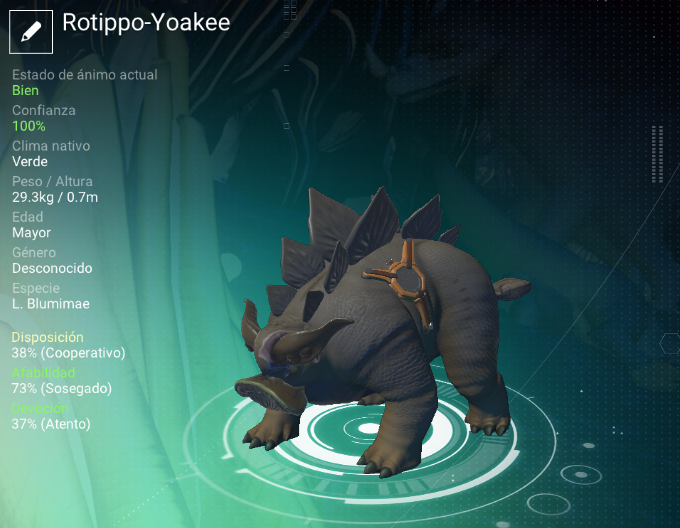 Rotippo-Yoakee
Estado de ánimo actual
Bien
Confianza
100%
Clima nativo
Verde
Peso / Altura
29.3kg / 0.7m
Edad
Mayor
Género
Desconocido
Especie
L. Blumimae
Disposición
38% (Cooperativo)
Afabilidad
73% (Sosegado)
Devoción
37% (Atento)